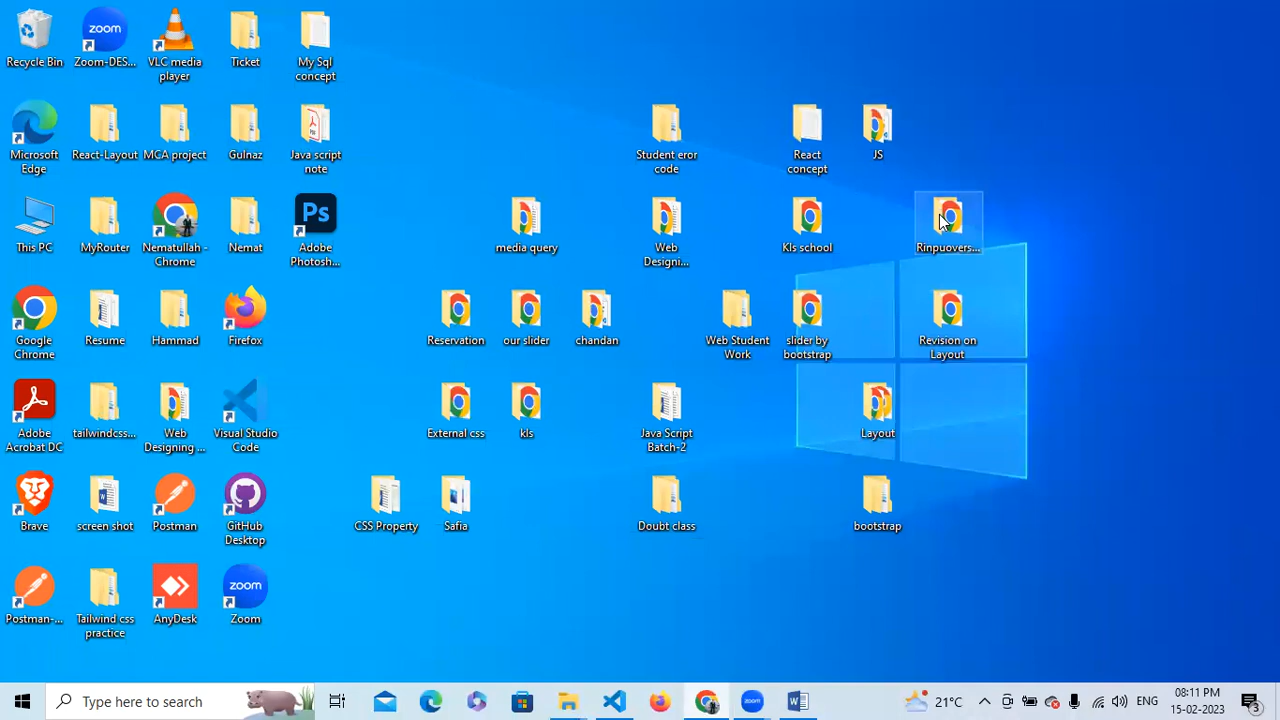 Recycle Bin
Zoom-DES...
VLC media
player
Ticket
My Sql
concept
Microsoft
Edge
React-Layout
MCA project
Gulnaz
Java script
note
Student eror
code
React
concept
JS
This PC
MyRouter
Nematullah -
Chrome
Nemat
Ps
Adobe
Photosh...
media query
Web
Designi...
Kls school
Rinpuovers...
Google
Chrome
Resume
Hammad
Firefox
Reservation
our slider
chandan
Web Student
Work
slider by
bootstrap
Revision on
Layout
Adobe
Acrobat DC
tailwindcss...
Web
Designing ...
Visual Studio
Code
External css
kls
Java Script
Batch-2
Layout
Brave
screen shot
Postman
GitHub
Desktop
CSS Property
Safia
Doubt class
bootstrap
Postman-...
Tailwind css
practice
AnyDesk
zoom
Zoom
zoom
Type here to search
zoom
21°C
ENG
08:11 PM
15-02-2023
3